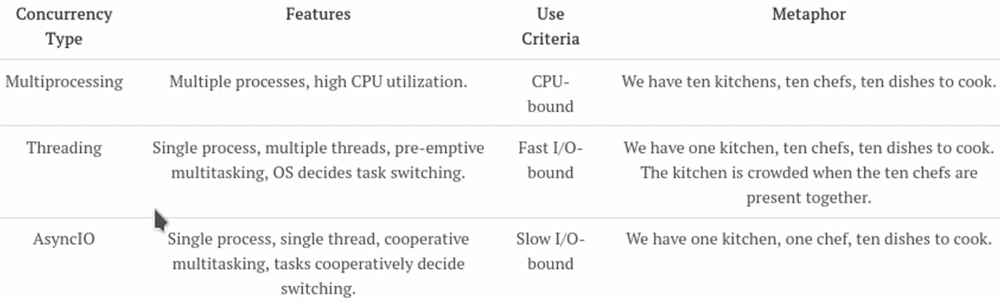 Concurrency Type
Features
Use Criteria
Metaphor
Multiprocessing
Multiple processes, high CPU utilization.
CPU-
bound
We have ten kitchens, ten chefs, ten dishes to cook.
Threading
Single process, multiple threads, pre-emptive
multitasking, OS decides task switching.
Fast I/O-
bound
We have one kitchen, ten chefs, ten dishes to cook.
The kitchen is crowded when the ten chefs are
present together.
AsyncIO
Single process, single thread, cooperative
multitasking, tasks cooperatively decide
switching.
Slow I/O-
bound
We have one kitchen, one chef, ten dishes to cook.